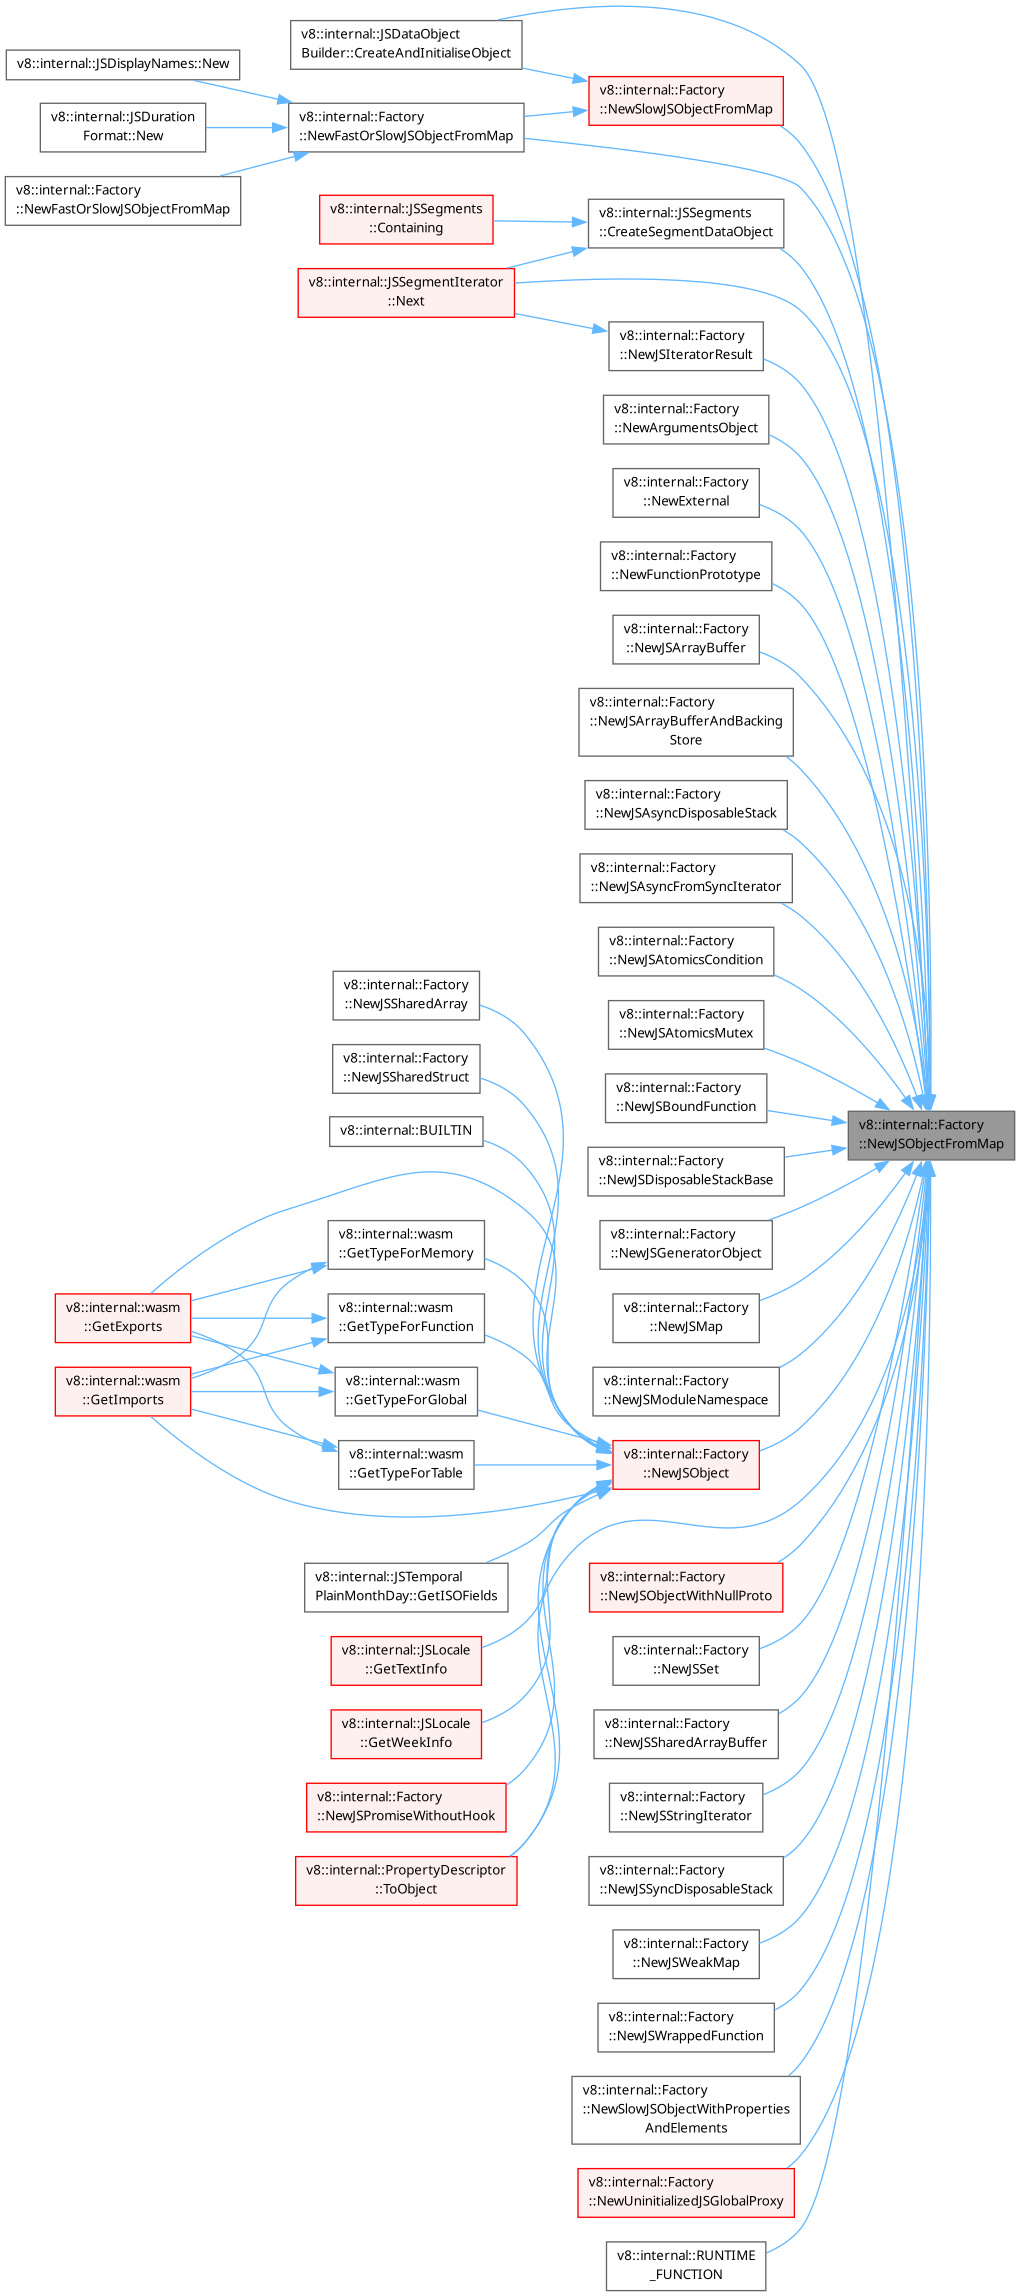 v8::internal::JSDataObject
Builder::CreateAndInitialiseObject
v8::internal::JSDisplayNames::New
v8::internal::Factory
::NewSlowJSObjectFromMap
v8::internal::JSDuration
Format::New
v8::internal::Factory
::NewFastOrSlowJSObjectFromMap
v8::internal::Factory
::NewFastOrSlowJSObjectFromMap
v8::internal::JSSegments
::Containing
v8::internal::JSSegments
::CreateSegmentDataObject
v8::internal::JSSegmentIterator
::Next
v8::internal::Factory
::NewJSIteratorResult
v8::internal::Factory
::NewArgumentsObject
v8::internal::Factory
::NewExternal
v8::internal::Factory
::NewFunctionPrototype
v8::internal::Factory
::NewJSArrayBuffer
v8::internal::Factory
::NewJSArrayBufferAndBacking
Store
v8::internal::Factory
::NewJSAsyncDisposableStack
v8::internal::Factory
::NewJSAsyncFromSyncIterator
v8::internal::Factory
::NewJSAtomicsCondition
v8::internal::Factory
::NewJSSharedArray
v8::internal::Factory
::NewJSAtomicsMutex
v8::internal::Factory
::NewJSSharedStruct
v8::internal::Factory
::NewJSBoundFunction
v8::internal::BUILTIN
v8::internal::Factory
::NewJSObjectFromMap
v8::internal::Factory
::NewJSDisposableStackBase
v8::internal::wasm
::GetTypeForMemory
v8::internal::Factory
::NewJSGeneratorObject
v8::internal::wasm
::GetExports
v8::internal::wasm
::GetTypeForFunction
v8::internal::Factory
::NewJSMap
v8::internal::wasm
::GetImports
v8::internal::wasm
::GetTypeForGlobal
v8::internal::Factory
::NewJSModuleNamespace
v8::internal::wasm
::GetTypeForTable
v8::internal::Factory
::NewJSObject
v8::internal::JSTemporal
PlainMonthDay::GetISOFields
v8::internal::Factory
::NewJSObjectWithNullProto
v8::internal::JSLocale
::GetTextInfo
v8::internal::Factory
::NewJSSet
v8::internal::JSLocale
::GetWeekInfo
v8::internal::Factory
::NewJSSharedArrayBuffer
v8::internal::Factory
::NewJSPromiseWithoutHook
v8::internal::Factory
::NewJSStringIterator
v8::internal::PropertyDescriptor
::ToObject
v8::internal::Factory
::NewJSSyncDisposableStack
v8::internal::Factory
::NewJSWeakMap
v8::internal::Factory
::NewJSWrappedFunction
v8::internal::Factory
::NewSlowJSObjectWithProperties
AndElements
v8::internal::Factory
::NewUninitializedJSGlobalProxy
v8::internal::RUNTIME
_FUNCTION